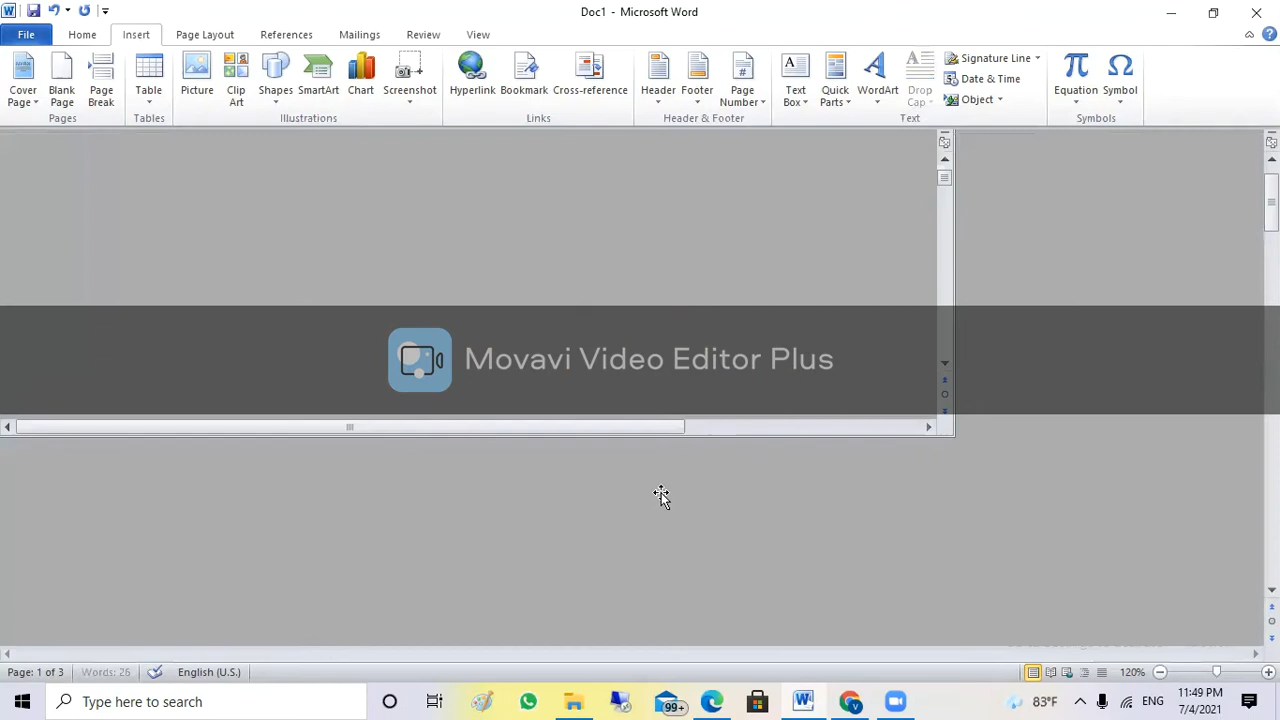 Doc1 - Microsoft Word
File Home Insert Page Layout References Mailings Review View
Cover Page
Blank Page
Page Break
Table
Picture
Clip Art
Shapes
SmartArt
Chart
Screenshot
Hyperlink
Bookmark
Cross-reference
Header
Footer
Page Number
Text Box
Quick Parts
WordArt
Drop Cap
Signature Line
Date & Time
Object
Equation
Symbol
Pages Tables Illustrations Links Header & Footer Text Symbols
Movavi Video Editor Plus
Page: 1 of 3 Words: 25 English (U.S.) 120%
Type here to search 99+ 83°F ENG 11:49 PM
7/4/2021